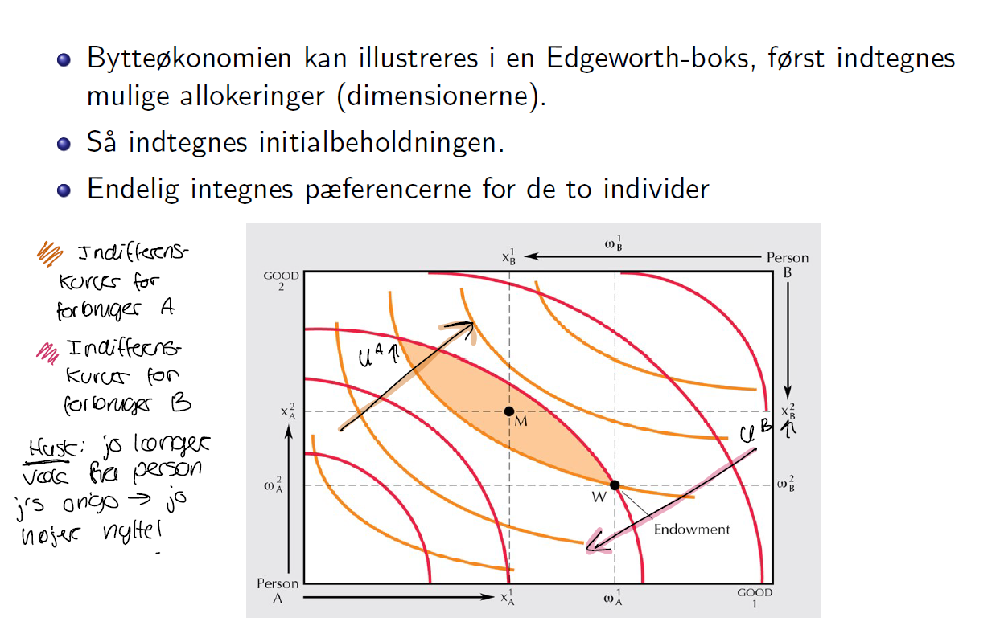 Bytteøkonomien kan illustreres i en Edgeworth-boks, først indtegnes
mulige allokeringer (dimensionerne).
Så indtegnes initialbeholdningen.
Endelig integnes pæferencerne for de to individer
Indifferens-
kurver for
forbruger A
Indifferens-
kurver for
forbruger B
Husk: jo længer
væk fra person
j's origo → jo
højer nytte!
ω¹B
x¹B
Person
B
GOOD
2
Uᴬ↑
x²A
M
x²B
Uᴮ↑
ω²A
W
ω²B
Endowment
Person
A
x¹A
ω¹A
GOOD
1